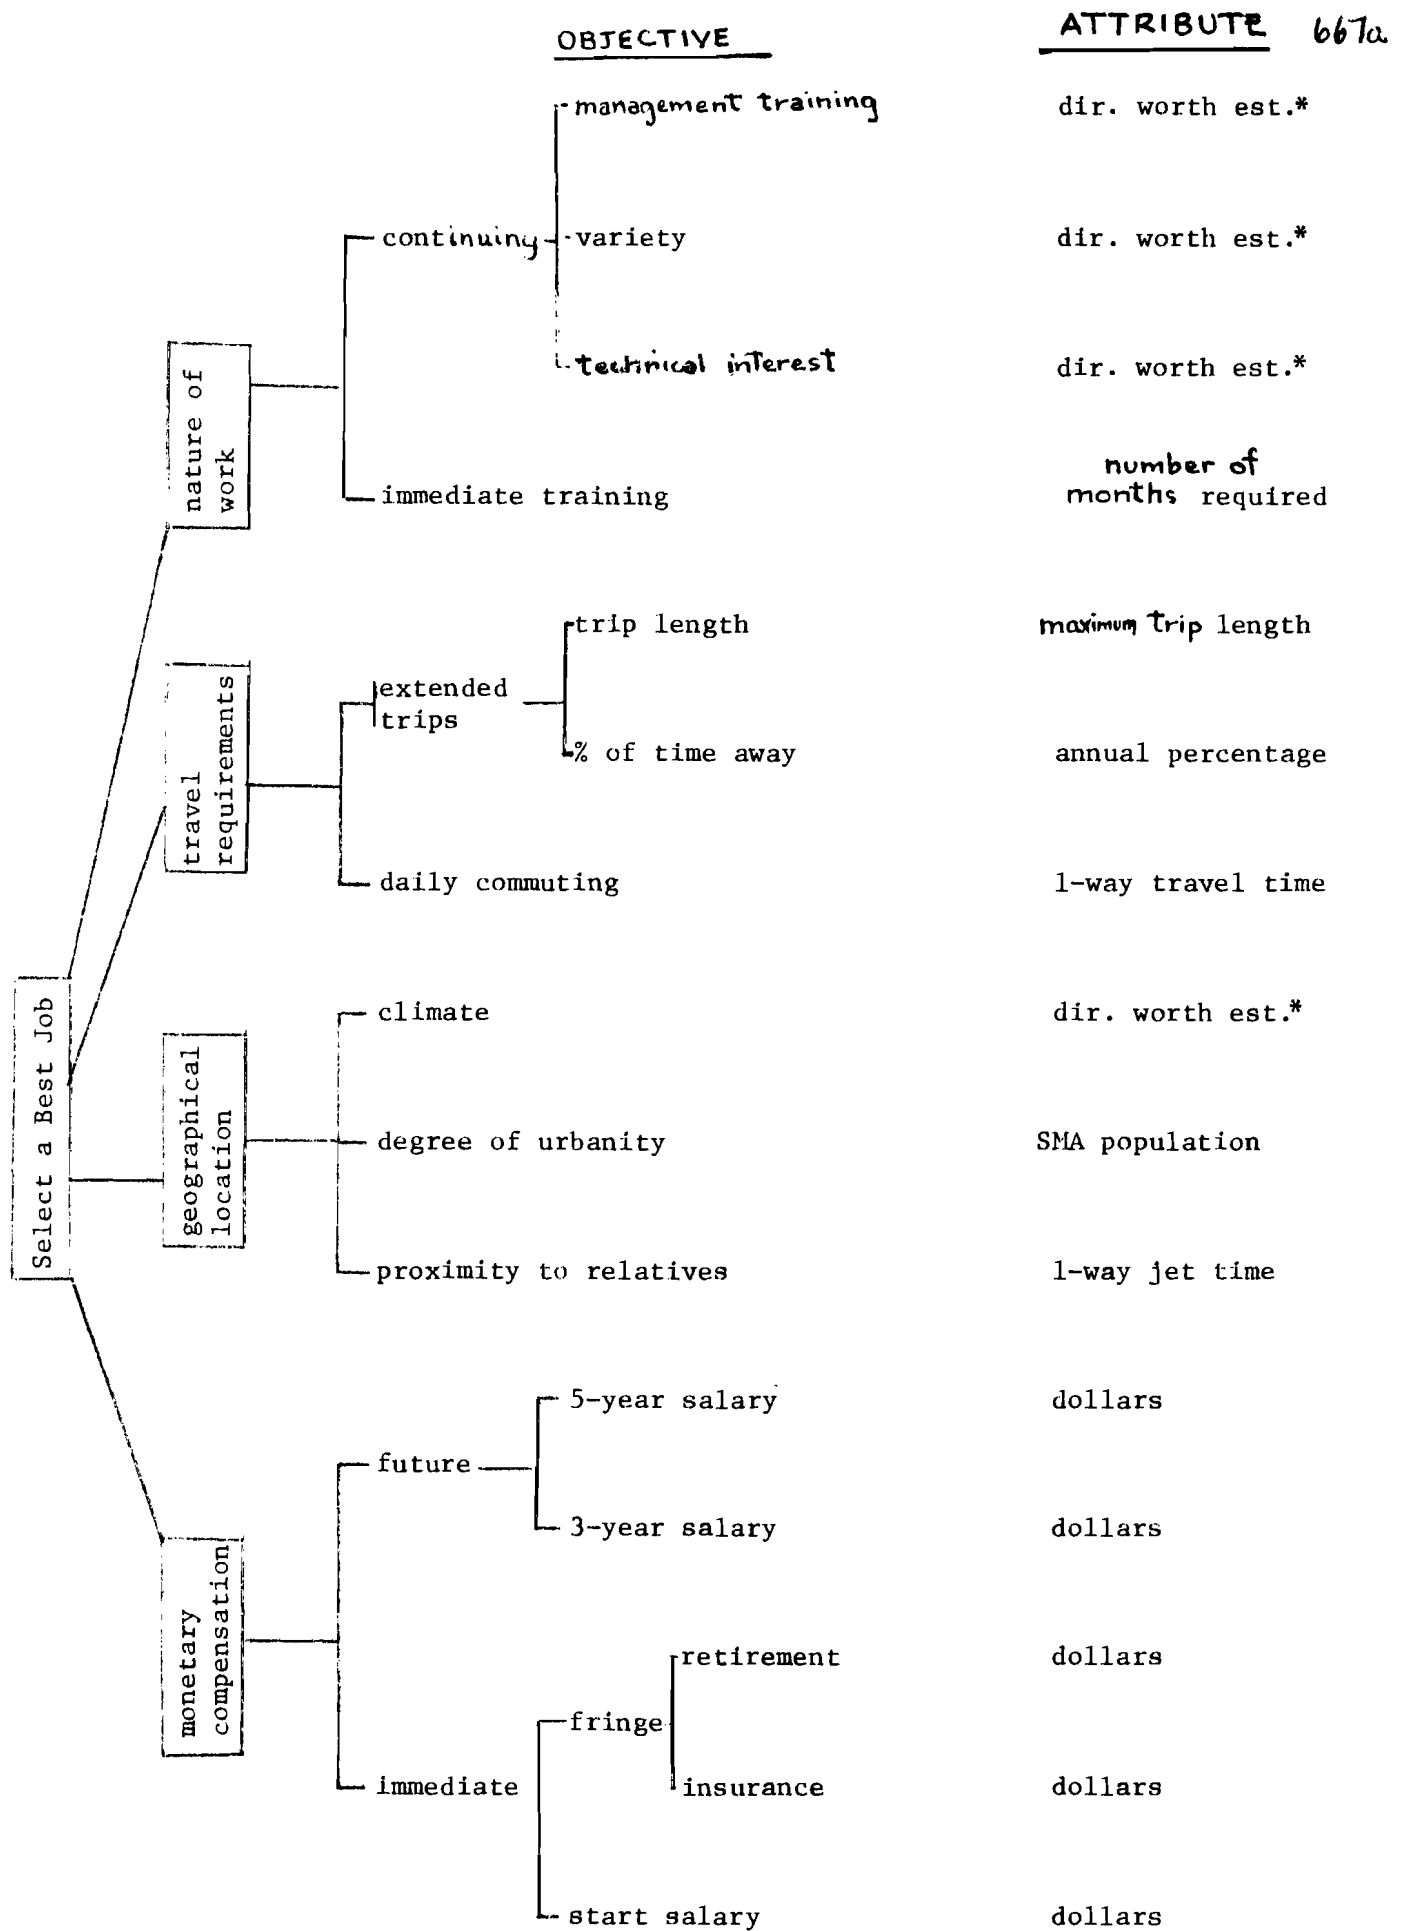 OBJECTIVE
ATTRIBUTE 667a
management training
dir. worth est.*
continuing
variety
dir. worth est.*
technical interest
dir. worth est.*
nature of
work
number of
immediate training
months required
trip length
maximum trip length
travel
requirements
extended
trips
% of time away
annual percentage
daily commuting
1-way travel time
Select a Best Job
climate
dir. worth est.*
geographical
location
degree of urbanity
SMA population
proximity to relatives
1-way jet time
5-year salary
dollars
future
3-year salary
dollars
monetary
compensation
retirement
dollars
fringe
immediate
insurance
dollars
start salary
dollars